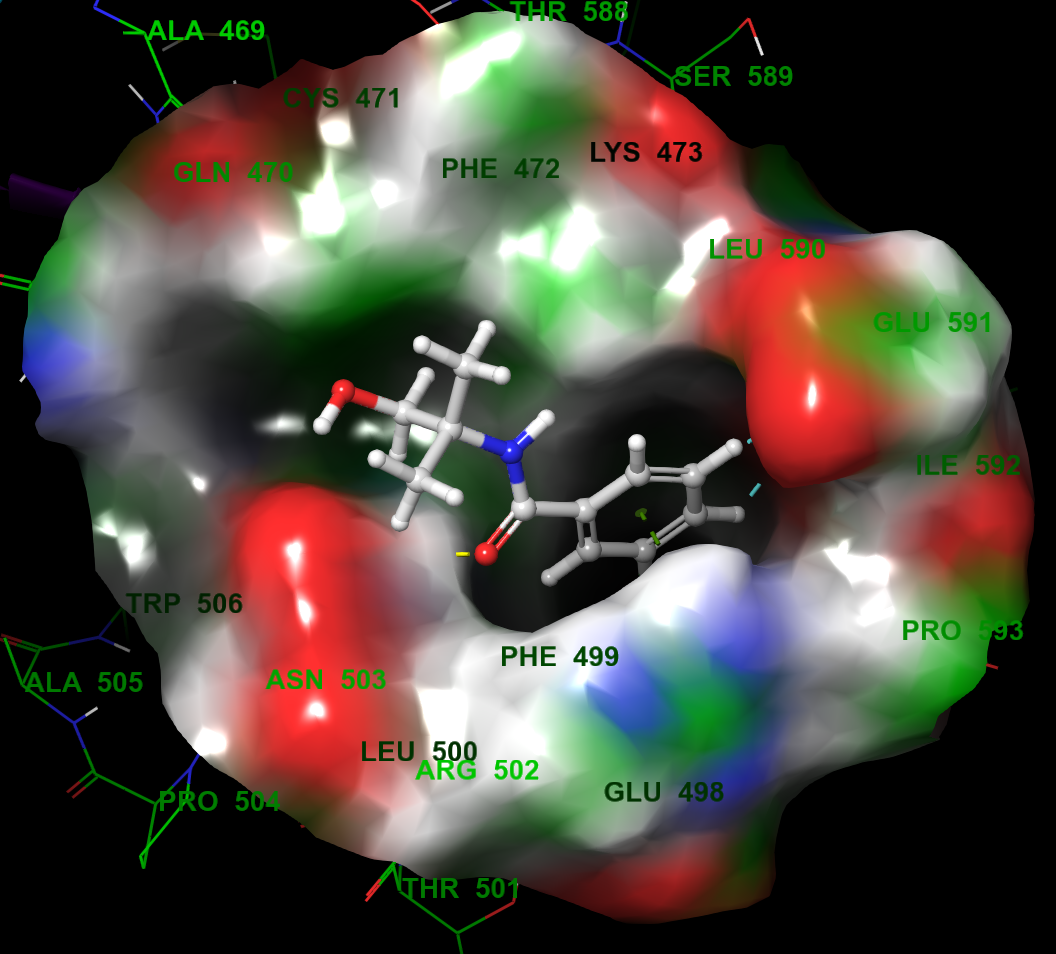 THR 588
ALA 469
SER 589
CYS 471
LYS 473
PHE 472
GLN 470
LEU 590
GLU 591
ILE 592
TRP 506
PRO 593
PHE 499
ALA 505
ASN 503
LEU 500
ARG 502
GLU 498
PRO 504
THR 501